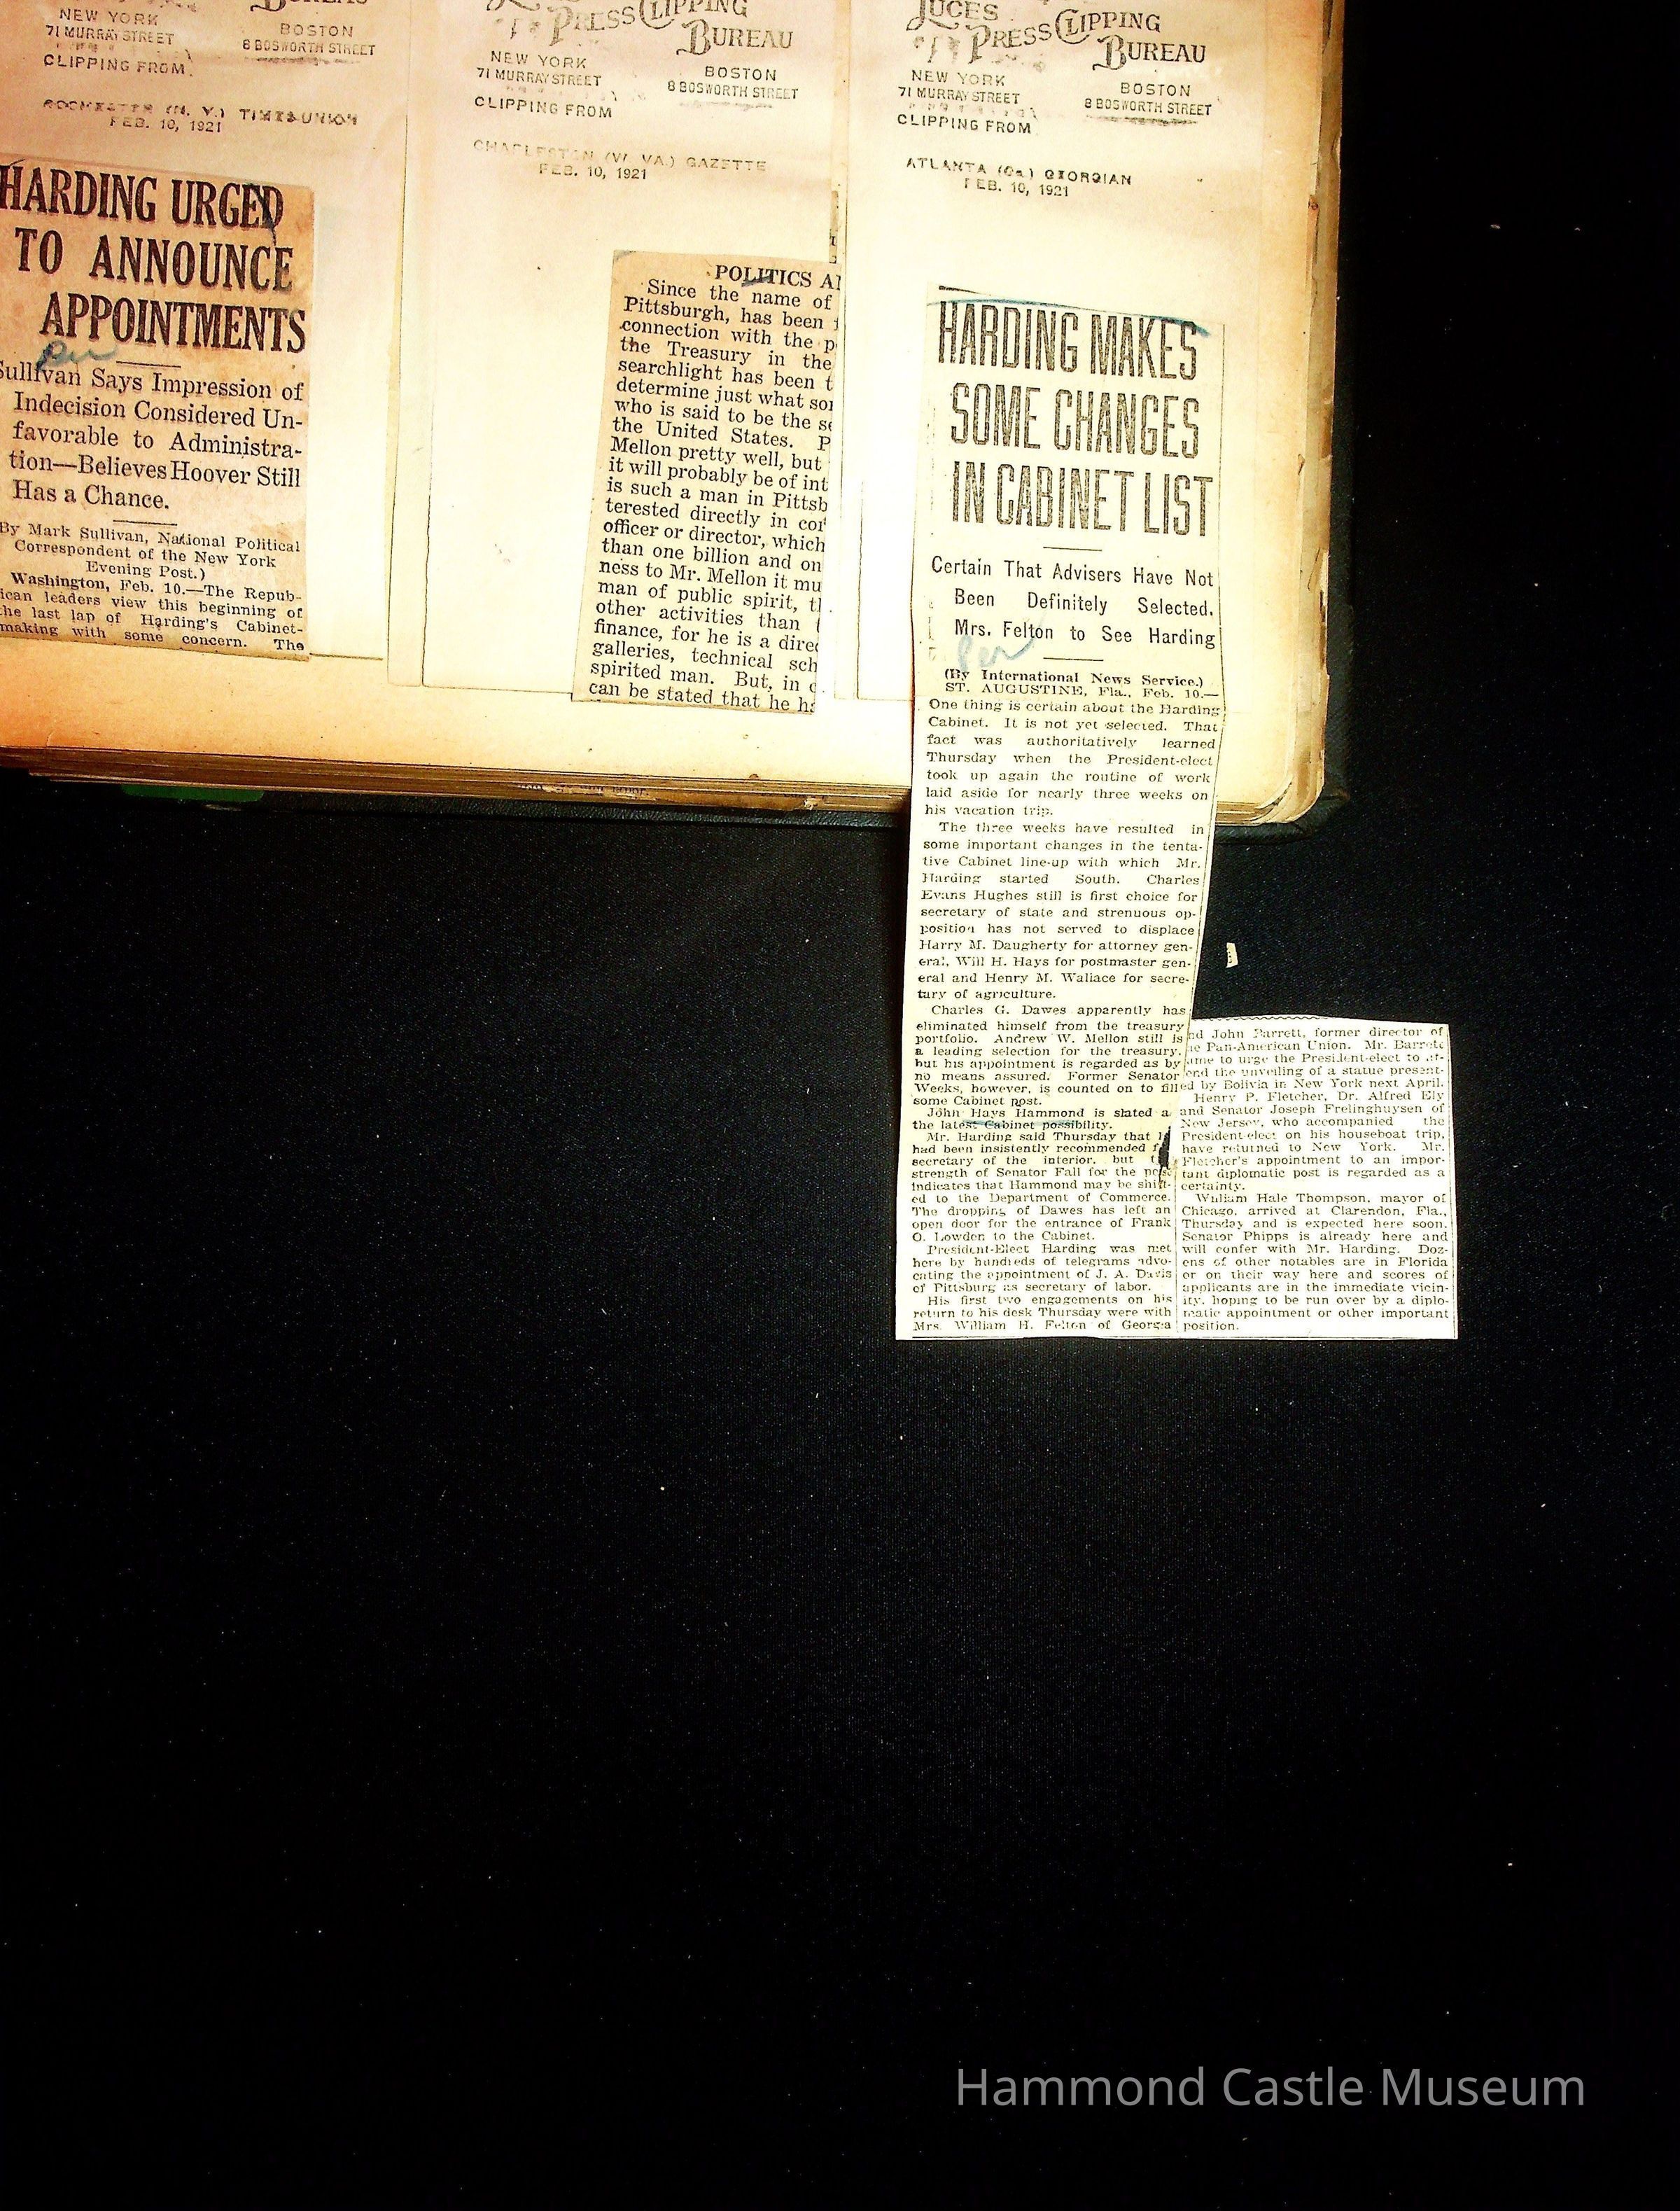 NEW YORK
71 MURRAY STREET
BOSTON
8 BOSWORTH STREET
CLIPPING FROM
ROCHESTER (N. Y.) TIMES UNION
FEB. 10, 1921
HARDING URGED
TO ANNOUNCE
APPOINTMENTS
Sullivan Says Impression of
Indecision Considered Un-
favorable to Administra-
tion—Believes Hoover Still
Has a Chance.
By Mark Sullivan, National Political
Correspondent of the New York
Evening Post.)
Washington, Feb. 10.—The Repub-
ican leaders view this beginning of
the last lap of Harding's Cabinet-
making with some concern. The
PRESS CLIPPING
BUREAU
NEW YORK
71 MURRAY STREET
BOSTON
8 BOSWORTH STREET
CLIPPING FROM
CHARLESTON (W. VA.) GAZETTE
FEB. 10, 1921
POLITICS A
Since the name of
Pittsburgh, has been
connection with the p
the Treasury in the
searchlight has been t
determine just what so
who is said to be the s
the United States. P
Mellon pretty well, but
it will probably be of int
is such a man in Pittsb
terested directly in cor
officer or director, which
than one billion and on
ness to Mr. Mellon it mu
man of public spirit, t
other activities than
finance, for he is a direc
galleries, technical sch
spirited man. But, in c
can be stated that he h
LUCES
PRESS CLIPPING
BUREAU
NEW YORK
71 MURRAY STREET
BOSTON
8 BOSWORTH STREET
CLIPPING FROM
ATLANTA (Ga.) GEORGIAN
FEB. 10, 1921
HARDING MAKES
SOME CHANGES
IN CABINET LIST
Certain That Advisers Have Not
Been Definitely Selected.
Mrs. Felton to See Harding
(By International News Service.)
ST. AUGUSTINE, Fla., Feb. 10.—
One thing is certain about the Harding
Cabinet. It is not yet selected. That
fact was authoritatively learned
Thursday when the President-elect
took up again the routine of work
laid aside for nearly three weeks on
his vacation trip.
The three weeks have resulted in
some important changes in the tenta-
tive Cabinet line-up with which Mr.
Harding started South. Charles
Evans Hughes still is first choice for
secretary of state and strenuous op-
position has not served to displace
Harry M. Daugherty for attorney gen-
eral, Will H. Hays for postmaster gen-
eral and Henry M. Wallace for secre-
tary of agriculture.
Charles G. Dawes apparently has
eliminated himself from the treasury
portfolio. Andrew W. Mellon still is
a leading selection for the treasury,
but his appointment is regarded as by
no means assured. Former Senator
Weeks, however, is counted on to fill
some Cabinet post.
John Hays Hammond is slated a
the latest Cabinet possibility.
Mr. Harding said Thursday that
had been insistently recommended f
secretary of the interior, but t
strength of Senator Fall for the post
indicates that Hammond may be shift-
ed to the Department of Commerce.
The dropping of Dawes has left an
open door for the entrance of Frank
O. Lowden to the Cabinet.
President-Elect Harding was met
here by hundreds of telegrams advo-
cating the appointment of J. A. Davis
of Pittsburg as secretary of labor.
His first two engagements on his
return to his desk Thursday were with
Mrs. William H. Felton of Georgia
nd John Barrett, former director of
he Pan-American Union. Mr. Barrett
ame to urge the President-elect to at-
end the unveiling of a statue present-
ed by Bolivia in New York next April.
Henry P. Fletcher, Dr. Alfred Ely
and Senator Joseph Frelinghuysen of
New Jersey, who accompanied the
President-elect on his houseboat trip,
have returned to New York. Mr.
Fletcher's appointment to an impor-
tant diplomatic post is regarded as a
certainty.
William Hale Thompson, mayor of
Chicago, arrived at Clarendon, Fla.,
Thursday and is expected here soon.
Senator Phipps is already here and
will confer with Mr. Harding. Doz-
ens of other notables are in Florida
or on their way here and scores of
applicants are in the immediate vicin-
ity, hoping to be run over by a diplo-
matic appointment or other important
position.
Hammond Castle Museum